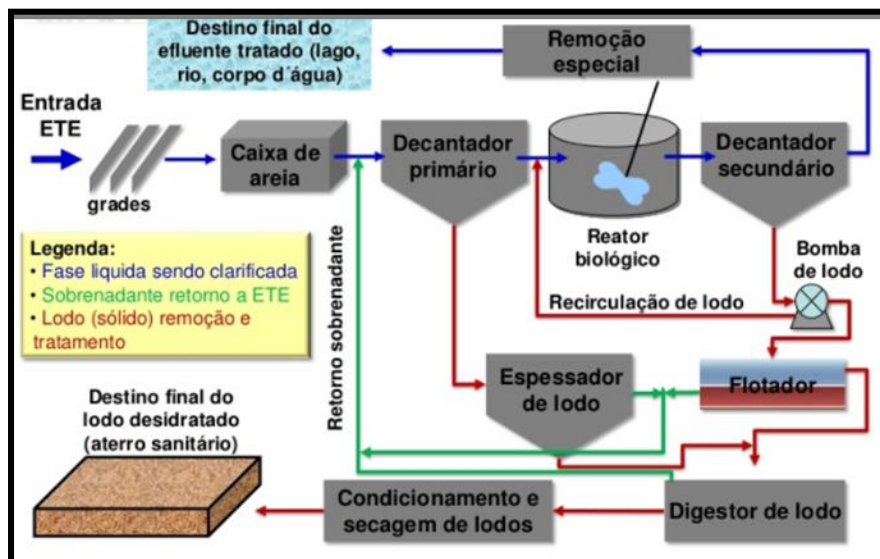 Destino final do
efluente tratado (lago,
rio, corpo d´água)
Remoção
especial
Entrada
ETE
grades
Caixa de
areia
Decantador
primário
Reator
biológico
Decantador
secundário
Legenda:
• Fase liquida sendo clarificada
• Sobrenadante retorno a ETE
• Lodo (sólido) remoção e
tratamento
Retorno sobrenadante
Recirculação de lodo
Bomba
de lodo
Espessador
de lodo
Flotador
Destino final do
lodo desidratado
(aterro sanitário)
Condicionamento e
secagem de lodos
Digestor de lodo